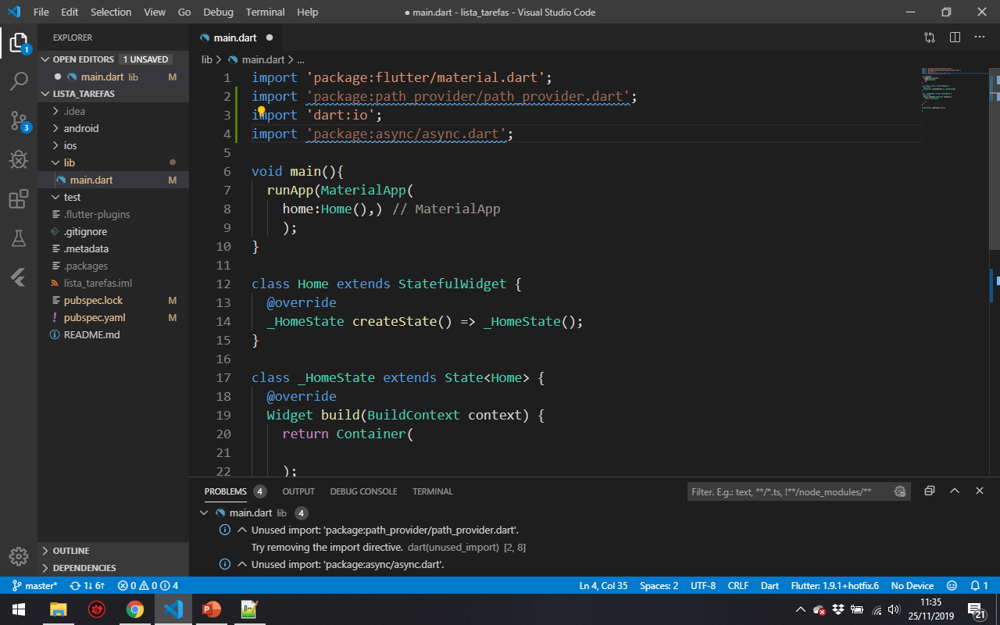 File Edit Selection View Go Debug Terminal Help
● main.dart - lista_tarefas - Visual Studio Code
EXPLORER
OPEN EDITORS 1 UNSAVED
main.dart lib M
LISTA_TAREFAS
.idea
android
ios
lib
main.dart M
test
.flutter-plugins
.gitignore
.metadata
.packages
lista_tarefas.iml
pubspec.lock M
pubspec.yaml M
README.md
OUTLINE
DEPENDENCIES
1
3
main.dart
lib > main.dart > ...
1 import 'package:flutter/material.dart';
2 import 'package:path_provider/path_provider.dart';
3 import 'dart:io';
4 import 'package:async/async.dart';
5
6 void main(){
7 runApp(MaterialApp(
8 home:Home(),) // MaterialApp
9 );
10 }
11
12 class Home extends StatefulWidget {
13 @override
14 _HomeState createState() => _HomeState();
15 }
16
17 class _HomeState extends State<Home> {
18 @override
19 Widget build(BuildContext context) {
20 return Container(
21
22 );
PROBLEMS 4 OUTPUT DEBUG CONSOLE TERMINAL
Filter. E.g.: text, **/*.ts, !**/node_modules/**
main.dart lib 4
Unused import: 'package:path_provider/path_provider.dart'.
Try removing the import directive. dart(unused_import) [2, 8]
Unused import: 'package:async/async.dart'.
master* 1↓ 6↑ 0 0 4
Ln 4, Col 35 Spaces: 2 UTF-8 CRLF Dart Flutter: 1.9.1+hotfix.6 No Device 1
11:35
25/11/2019
21